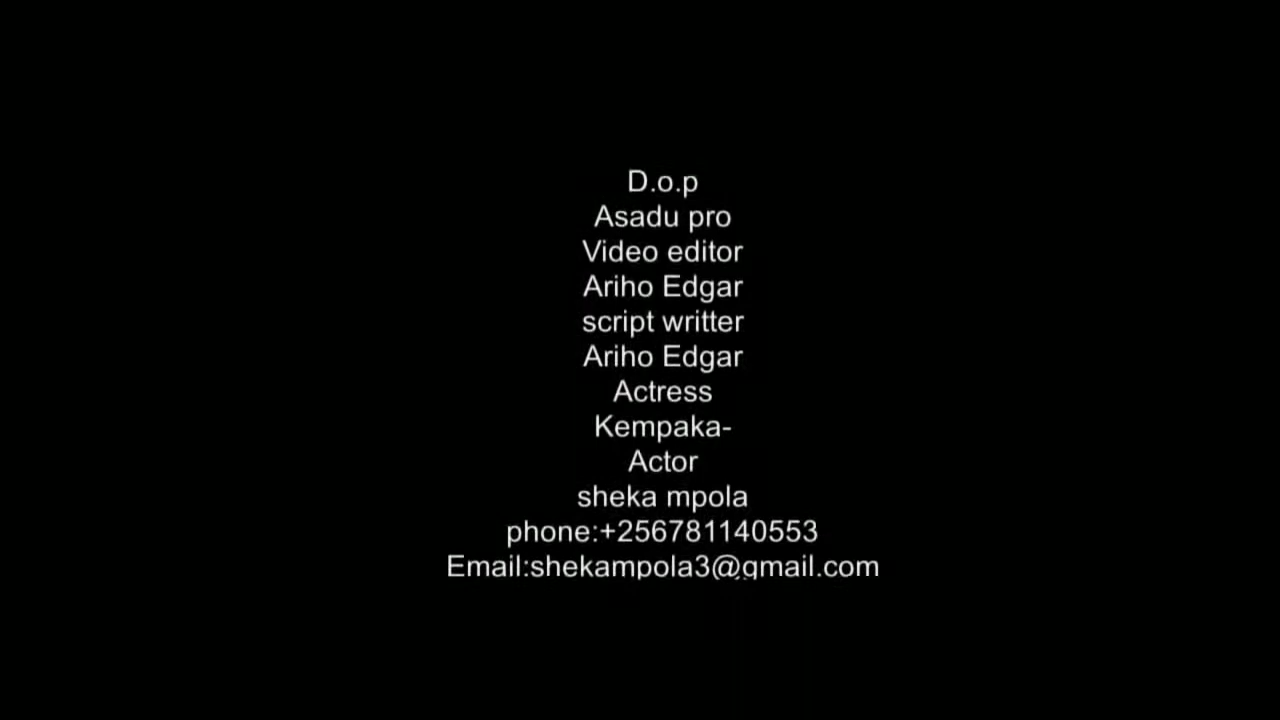 D.o.p
Asadu pro
Video editor
Ariho Edgar
script writter
Ariho Edgar
Actress
Kempaka-
Actor
sheka mpola
phone:+256781140553
Email:shekampola3@gmail.com